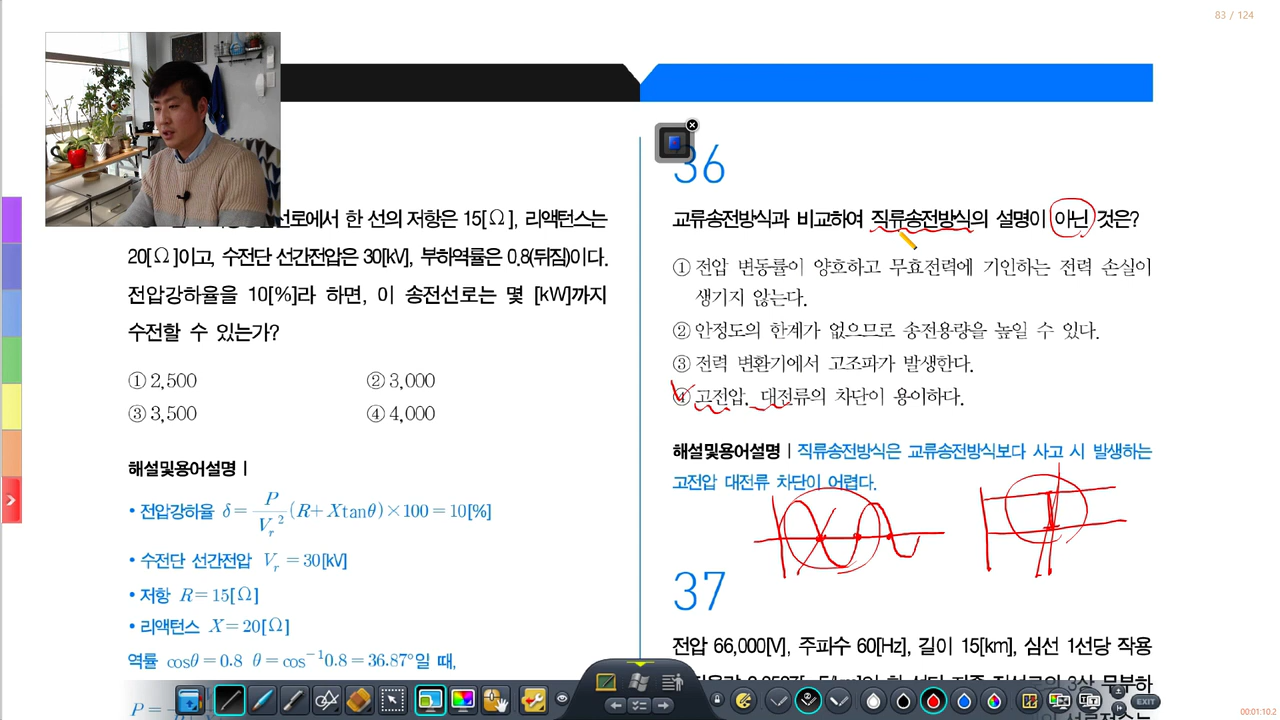 83 / 124
선로에서 한 선의 저항은 15[Ω], 리액턴스는
20[Ω]이고, 수전단 선간전압은 30[kV], 부하역률은 0.8(뒤짐)이다.
전압강하율을 10[%]라 하면, 이 송전선로는 몇 [kW]까지
수전할 수 있는가?
① 2,500 ② 3,000
③ 3,500 ④ 4,000
해설및용어설명 |
• 전압강하율 δ = P/V_r² (R + X tanθ) × 100 = 10[%]
• 수전단 선간전압 V_r = 30[kV]
• 저항 R = 15[Ω]
• 리액턴스 X = 20[Ω]
역률 cosθ = 0.8 θ = cos⁻¹0.8 = 36.87°일 때,
P =
36
교류송전방식과 비교하여 직류송전방식의 설명이 아닌 것은?
① 전압 변동률이 양호하고 무효전력에 기인하는 전력 손실이
생기지 않는다.
② 안정도의 한계가 없으므로 송전용량을 높일 수 있다.
③ 전력 변환기에서 고조파가 발생한다.
④ 고전압, 대전류의 차단이 용이하다.
해설및용어설명 | 직류송전방식은 교류송전방식보다 사고 시 발생하는
고전압 대전류 차단이 어렵다.
37
전압 66,000[V], 주파수 60[Hz], 길이 15[km], 심선 1선당 작용
EXIT
00:01:10.2